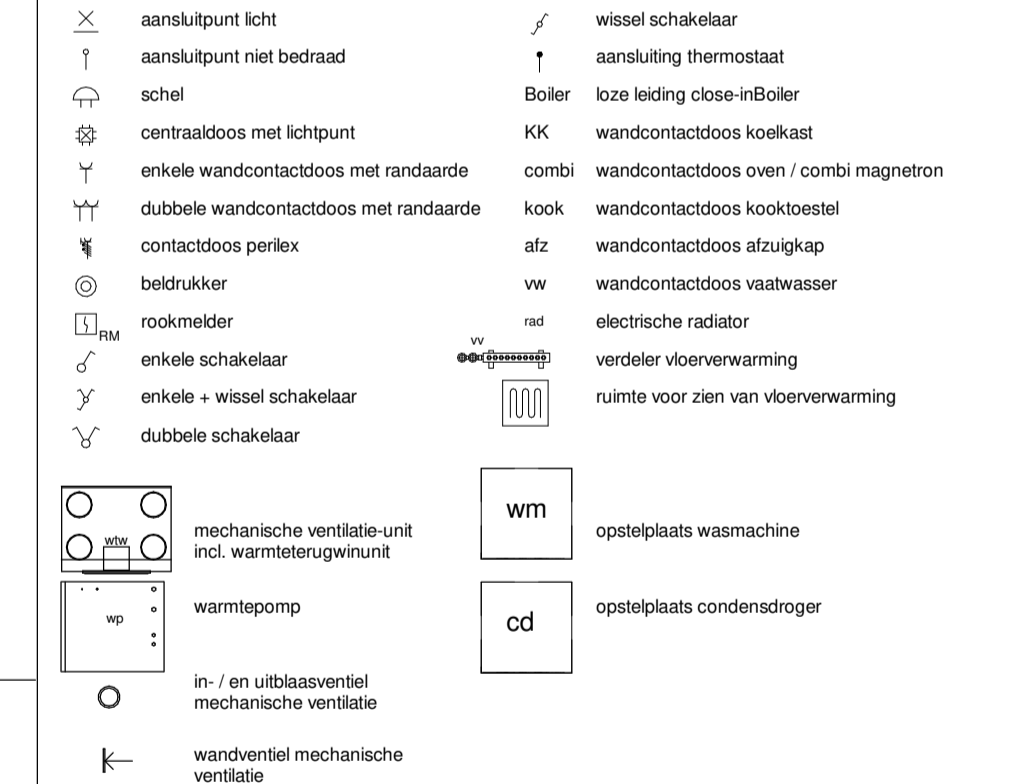 aansluitpunt licht
aansluitpunt niet bedraad
schel
centraaldoos met lichtpunt
enkele wandcontactdoos met randaarde
dubbele wandcontactdoos met randaarde
contactdoos perilex
beldrukker
rookmelder
RM
enkele schakelaar
enkele + wissel schakelaar
dubbele schakelaar
wissel schakelaar
aansluiting thermostaat
Boiler loze leiding close-inBoiler
KK wandcontactdoos koelkast
combi wandcontactdoos oven / combi magnetron
kook wandcontactdoos kooktoestel
afz wandcontactdoos afzuigkap
vw wandcontactdoos vaatwasser
rad electrische radiator
vv
verdeler vloerverwarming
ruimte voor zien van vloerverwarming
wtw
mechanische ventilatie-unit
incl. warmteterugwinunit
wp
warmtepomp
in- / en uitblaasventiel
mechanische ventilatie
wandventiel mechanische
ventilatie
wm
opstelplaats wasmachine
cd
opstelplaats condensdroger